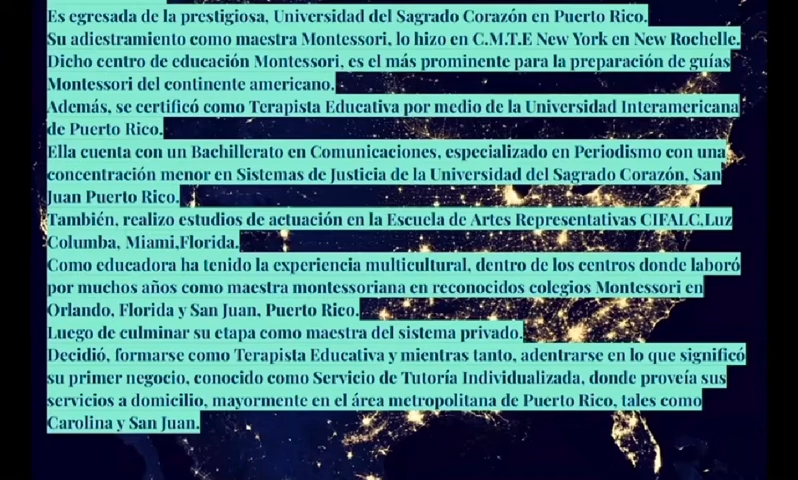 Es egresada de la prestigiosa, Universidad del Sagrado Corazón en Puerto Rico.
Su adiestramiento como maestra Montessori, lo hizo en C.M.T.E New York en New Rochelle.
Dicho centro de educación Montessori, es el más prominente para la preparación de guías
Montessori del continente americano.
Además, se certificó como Terapista Educativa por medio de la Universidad Interamericana
de Puerto Rico.
Ella cuenta con un Bachillerato en Comunicaciones, especializado en Periodismo con una
concentración menor en Sistemas de Justicia de la Universidad del Sagrado Corazón, San
Juan Puerto Rico.
También, realizo estudios de actuación en la Escuela de Artes Representativas CIFALC,Luz
Columba, Miami,Florida.
Como educadora ha tenido la experiencia multicultural, dentro de los centros donde laboró
por muchos años como maestra montessoriana en reconocidos colegios Montessori en
Orlando, Florida y San Juan, Puerto Rico.
Luego de culminar su etapa como maestra del sistema privado.
Decidió, formarse como Terapista Educativa y mientras tanto, adentrarse en lo que significó
su primer negocio, conocido como Servicio de Tutoría Individualizada, donde proveía sus
servicios a domicilio, mayormente en el área metropolitana de Puerto Rico, tales como
Carolina y San Juan.